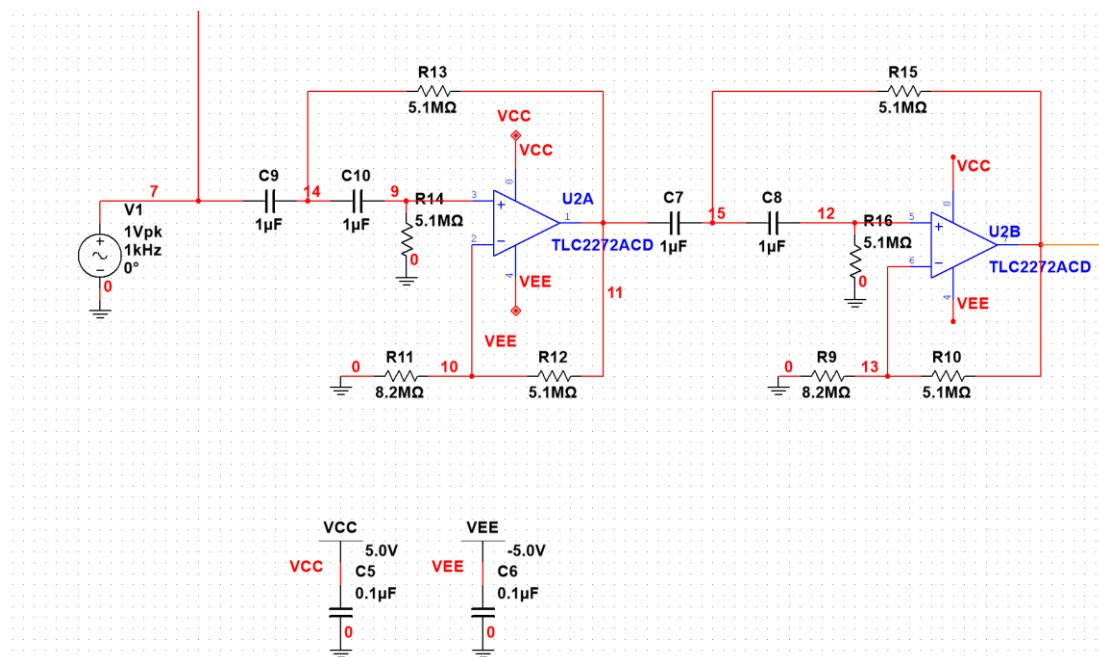 R13
5.1MΩ
R15
5.1MΩ
VCC
VCC
VCC
7
V1
1Vpk
1kHz
0°
0
C9
1µF
14
C10
1µF
9
R14
5.1MΩ
0
3
2
8
4
1
U2A
TLC2272ACD
VEE
VEE
11
C7
1µF
15
C8
1µF
12
R16
5.1MΩ
0
5
6
8
4
7
U2B
TLC2272ACD
VEE
0
R11
8.2MΩ
10
R12
5.1MΩ
0
R9
8.2MΩ
13
R10
5.1MΩ
VCC
5.0V
VCC
C5
0.1µF
0
VEE
-5.0V
VEE
C6
0.1µF
0